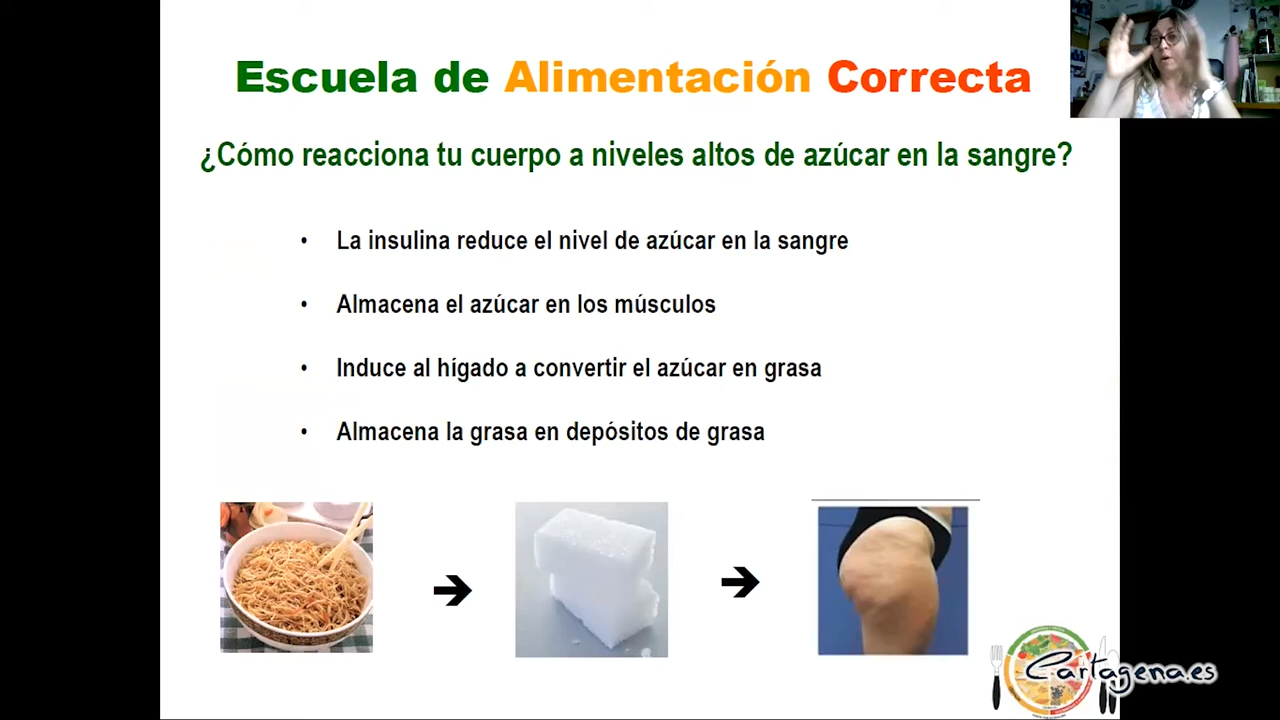 Escuela de Alimentación Correcta
¿Cómo reacciona tu cuerpo a niveles altos de azúcar en la sangre?
• La insulina reduce el nivel de azúcar en la sangre
• Almacena el azúcar en los músculos
• Induce al hígado a convertir el azúcar en grasa
• Almacena la grasa en depósitos de grasa
Cartagena.es